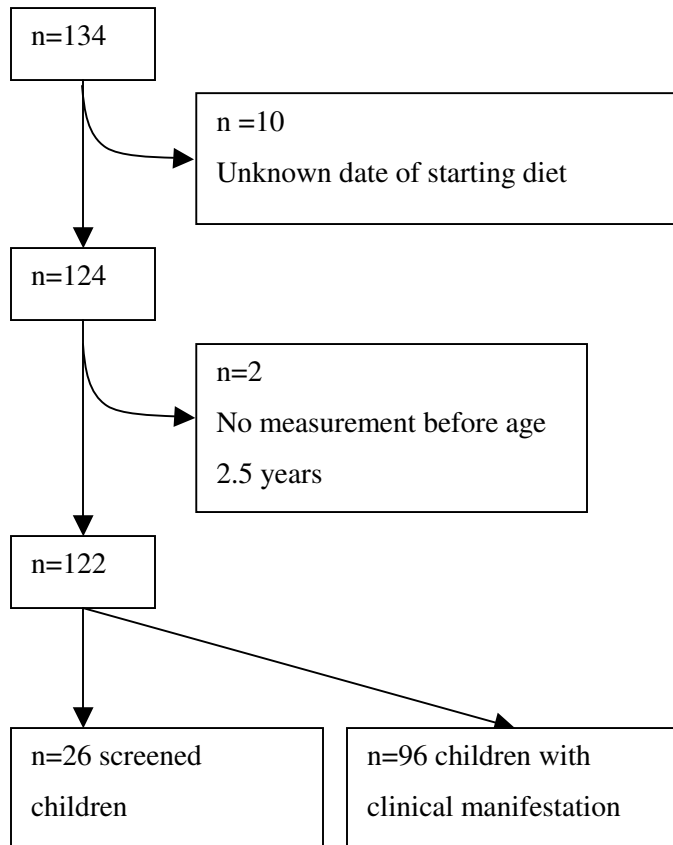 n=134
n =10
Unknown date of starting diet
n=124
n=2
No measurement before age
2.5 years
n=122
n=26 screened
children
n=96 children with
clinical manifestation